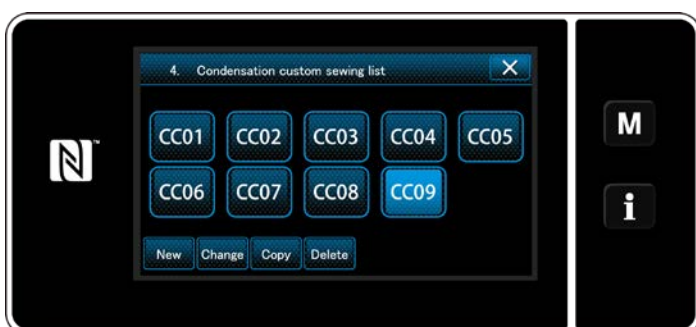 4. Condensation custom sewing list
CC01 CC02 CC03 CC04 CC05
M
CC06 CC07 CC08 CC09
i
New Change Copy Delete